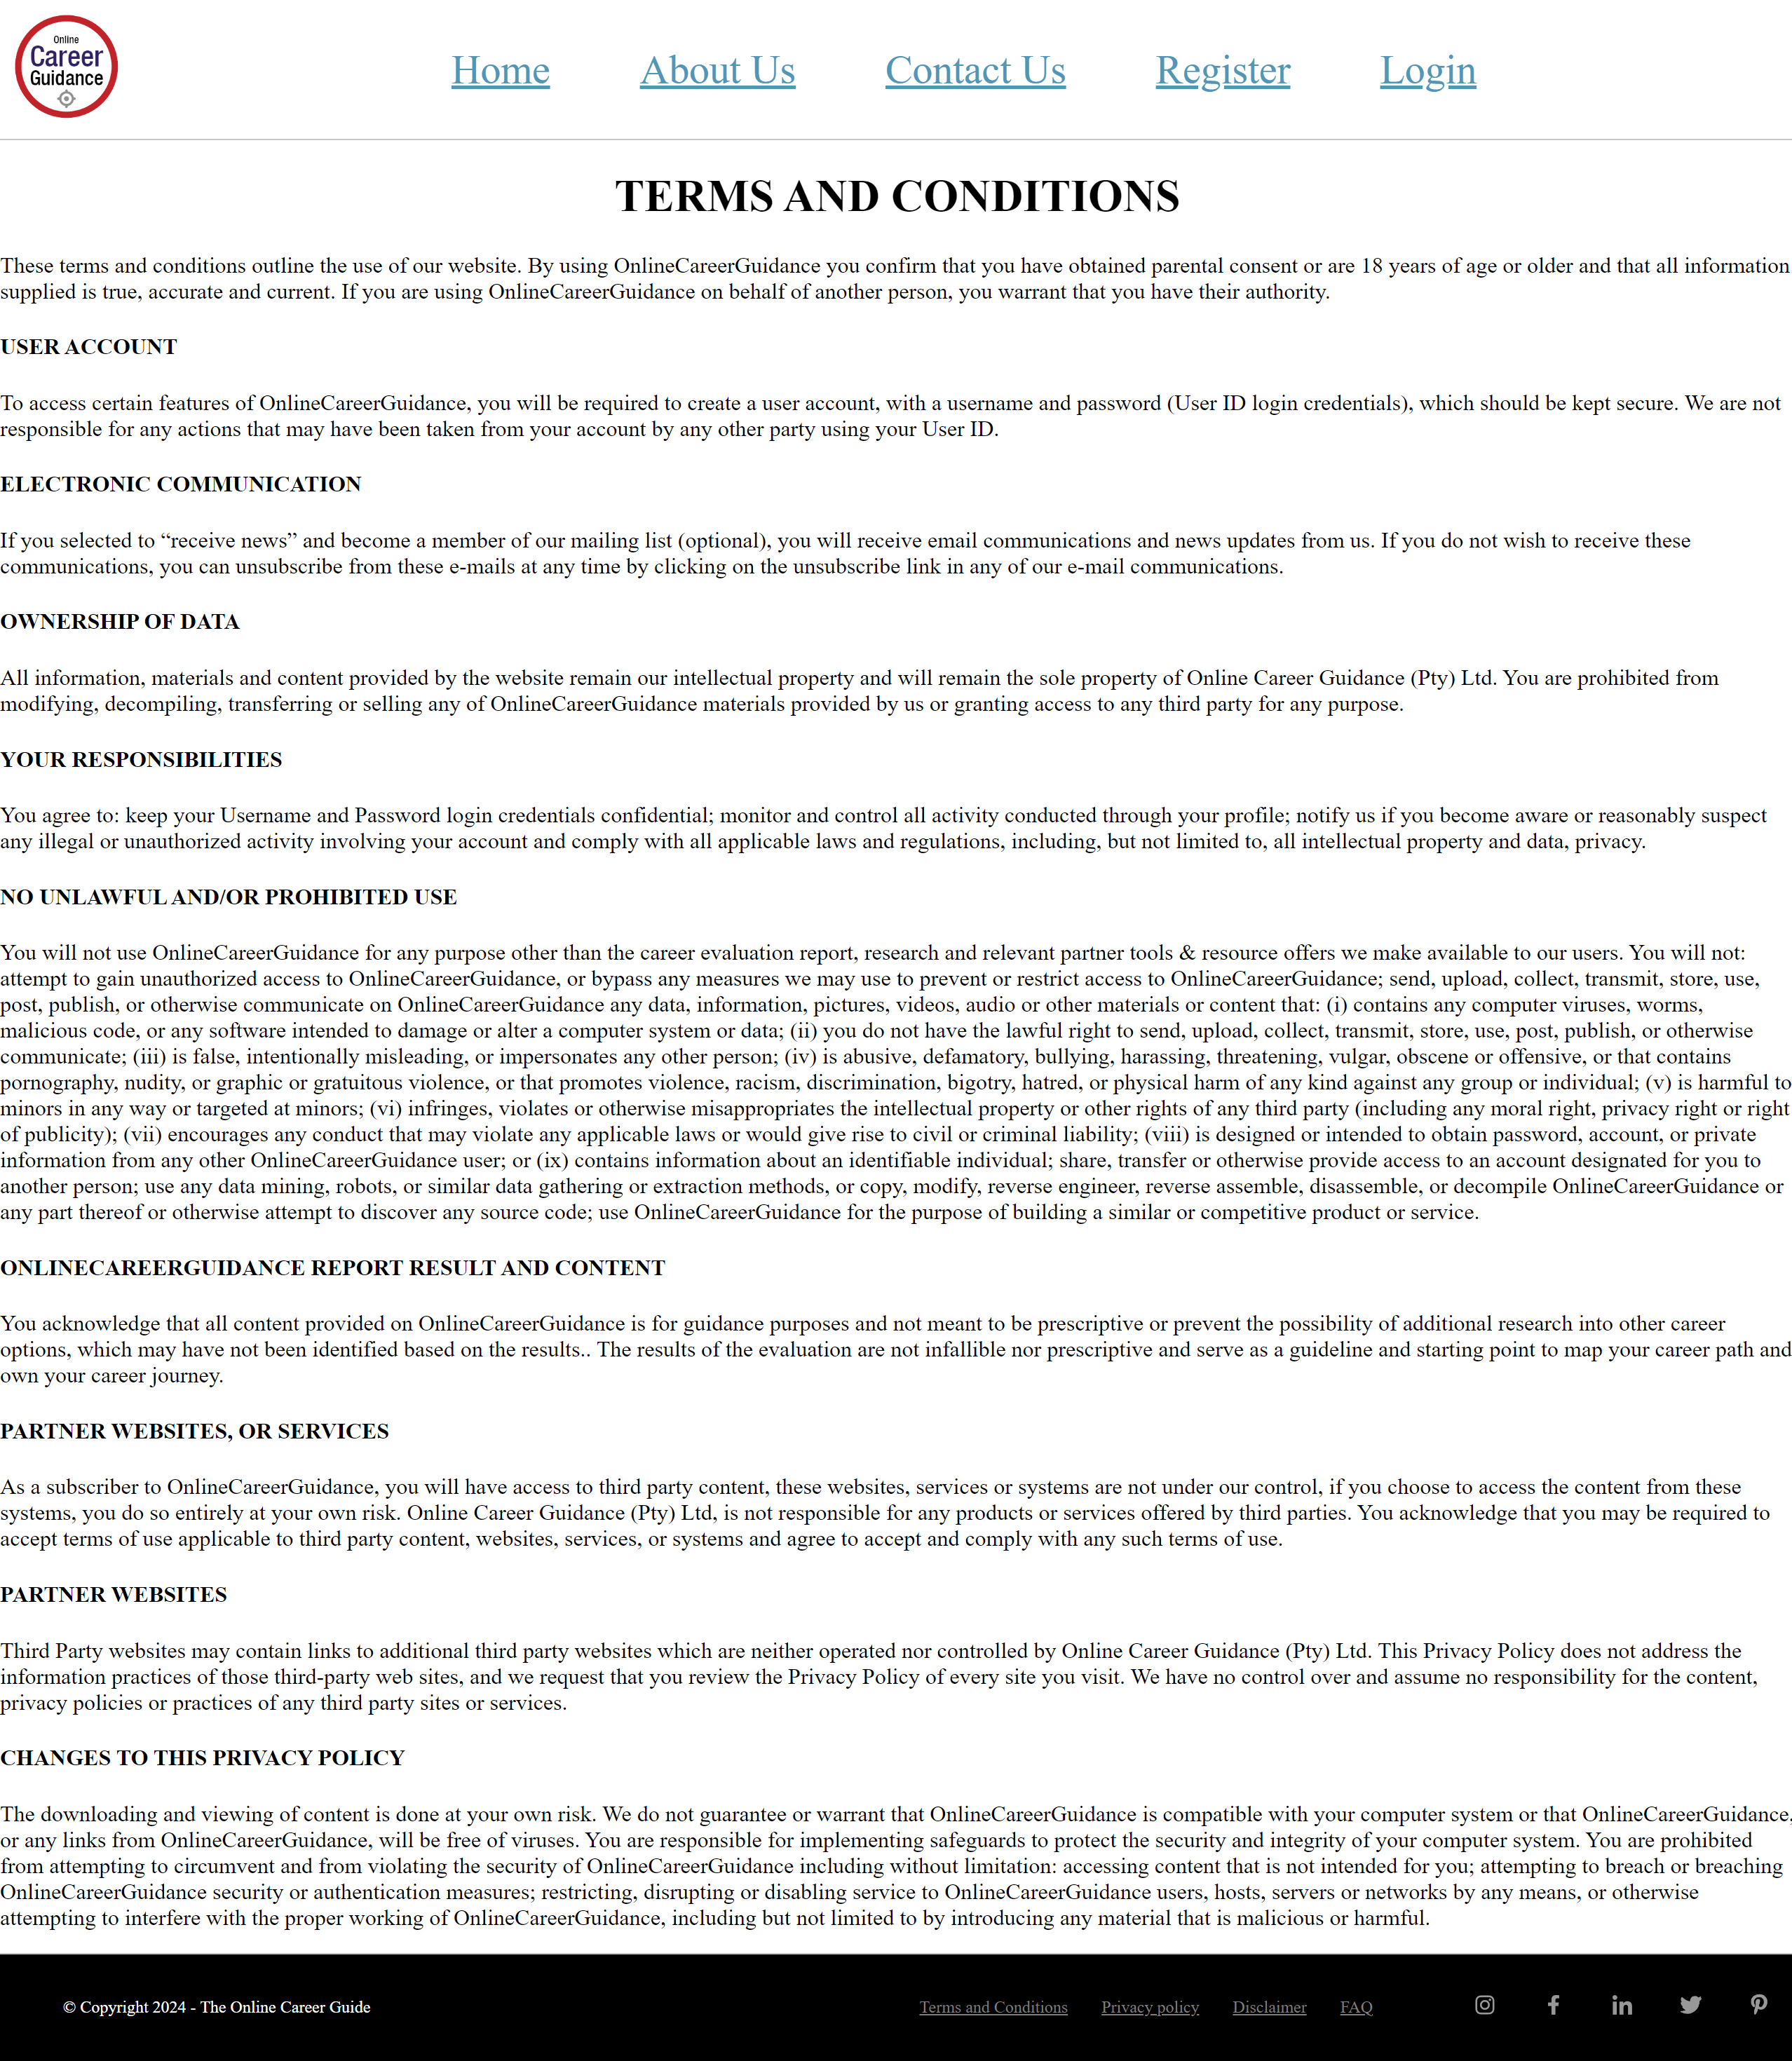 Online
Career
Guidance
Home About Us Contact Us Register Login
TERMS AND CONDITIONS
These terms and conditions outline the use of our website. By using OnlineCareerGuidance you confirm that you have obtained parental consent or are 18 years of age or older and that all information
supplied is true, accurate and current. If you are using OnlineCareerGuidance on behalf of another person, you warrant that you have their authority.
USER ACCOUNT
To access certain features of OnlineCareerGuidance, you will be required to create a user account, with a username and password (User ID login credentials), which should be kept secure. We are not
responsible for any actions that may have been taken from your account by any other party using your User ID.
ELECTRONIC COMMUNICATION
If you selected to “receive news” and become a member of our mailing list (optional), you will receive email communications and news updates from us. If you do not wish to receive these
communications, you can unsubscribe from these e-mails at any time by clicking on the unsubscribe link in any of our e-mail communications.
OWNERSHIP OF DATA
All information, materials and content provided by the website remain our intellectual property and will remain the sole property of Online Career Guidance (Pty) Ltd. You are prohibited from
modifying, decompiling, transferring or selling any of OnlineCareerGuidance materials provided by us or granting access to any third party for any purpose.
YOUR RESPONSIBILITIES
You agree to: keep your Username and Password login credentials confidential; monitor and control all activity conducted through your profile; notify us if you become aware or reasonably suspect
any illegal or unauthorized activity involving your account and comply with all applicable laws and regulations, including, but not limited to, all intellectual property and data, privacy.
NO UNLAWFUL AND/OR PROHIBITED USE
You will not use OnlineCareerGuidance for any purpose other than the career evaluation report, research and relevant partner tools & resource offers we make available to our users. You will not:
attempt to gain unauthorized access to OnlineCareerGuidance, or bypass any measures we may use to prevent or restrict access to OnlineCareerGuidance; send, upload, collect, transmit, store, use,
post, publish, or otherwise communicate on OnlineCareerGuidance any data, information, pictures, videos, audio or other materials or content that: (i) contains any computer viruses, worms,
malicious code, or any software intended to damage or alter a computer system or data; (ii) you do not have the lawful right to send, upload, collect, transmit, store, use, post, publish, or otherwise
communicate; (iii) is false, intentionally misleading, or impersonates any other person; (iv) is abusive, defamatory, bullying, harassing, threatening, vulgar, obscene or offensive, or that contains
pornography, nudity, or graphic or gratuitous violence, or that promotes violence, racism, discrimination, bigotry, hatred, or physical harm of any kind against any group or individual; (v) is harmful to
minors in any way or targeted at minors; (vi) infringes, violates or otherwise misappropriates the intellectual property or other rights of any third party (including any moral right, privacy right or right
of publicity); (vii) encourages any conduct that may violate any applicable laws or would give rise to civil or criminal liability; (viii) is designed or intended to obtain password, account, or private
information from any other OnlineCareerGuidance user; or (ix) contains information about an identifiable individual; share, transfer or otherwise provide access to an account designated for you to
another person; use any data mining, robots, or similar data gathering or extraction methods, or copy, modify, reverse engineer, reverse assemble, disassemble, or decompile OnlineCareerGuidance or
any part thereof or otherwise attempt to discover any source code; use OnlineCareerGuidance for the purpose of building a similar or competitive product or service.
ONLINECAREERGUIDANCE REPORT RESULT AND CONTENT
You acknowledge that all content provided on OnlineCareerGuidance is for guidance purposes and not meant to be prescriptive or prevent the possibility of additional research into other career
options, which may have not been identified based on the results.. The results of the evaluation are not infallible nor prescriptive and serve as a guideline and starting point to map your career path and
own your career journey.
PARTNER WEBSITES, OR SERVICES
As a subscriber to OnlineCareerGuidance, you will have access to third party content, these websites, services or systems are not under our control, if you choose to access the content from these
systems, you do so entirely at your own risk. Online Career Guidance (Pty) Ltd, is not responsible for any products or services offered by third parties. You acknowledge that you may be required to
accept terms of use applicable to third party content, websites, services, or systems and agree to accept and comply with any such terms of use.
PARTNER WEBSITES
Third Party websites may contain links to additional third party websites which are neither operated nor controlled by Online Career Guidance (Pty) Ltd. This Privacy Policy does not address the
information practices of those third-party web sites, and we request that you review the Privacy Policy of every site you visit. We have no control over and assume no responsibility for the content,
privacy policies or practices of any third party sites or services.
CHANGES TO THIS PRIVACY POLICY
The downloading and viewing of content is done at your own risk. We do not guarantee or warrant that OnlineCareerGuidance is compatible with your computer system or that OnlineCareerGuidance,
or any links from OnlineCareerGuidance, will be free of viruses. You are responsible for implementing safeguards to protect the security and integrity of your computer system. You are prohibited
from attempting to circumvent and from violating the security of OnlineCareerGuidance including without limitation: accessing content that is not intended for you; attempting to breach or breaching
OnlineCareerGuidance security or authentication measures; restricting, disrupting or disabling service to OnlineCareerGuidance users, hosts, servers or networks by any means, or otherwise
attempting to interfere with the proper working of OnlineCareerGuidance, including but not limited to by introducing any material that is malicious or harmful.
© Copyright 2024 - The Online Career Guide Terms and Conditions Privacy policy Disclaimer FAQ